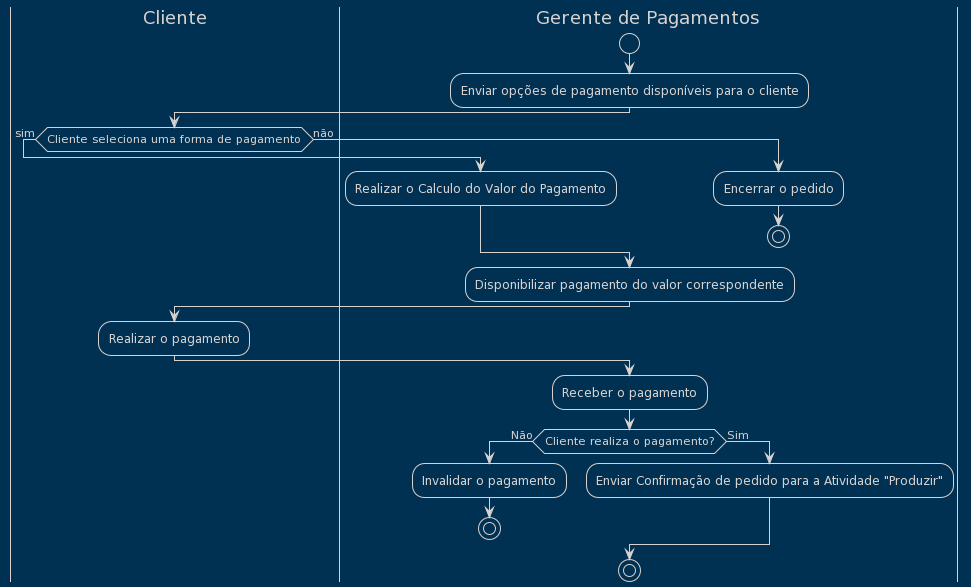 Cliente
Gerente de Pagamentos
Enviar opções de pagamento disponíveis para o cliente
sim
Cliente seleciona uma forma de pagamento
não
Realizar o Calculo do Valor do Pagamento
Encerrar o pedido
Disponibilizar pagamento do valor correspondente
Realizar o pagamento
Receber o pagamento
Não
Cliente realiza o pagamento?
Sim
Invalidar o pagamento
Enviar Confirmação de pedido para a Atividade "Produzir"